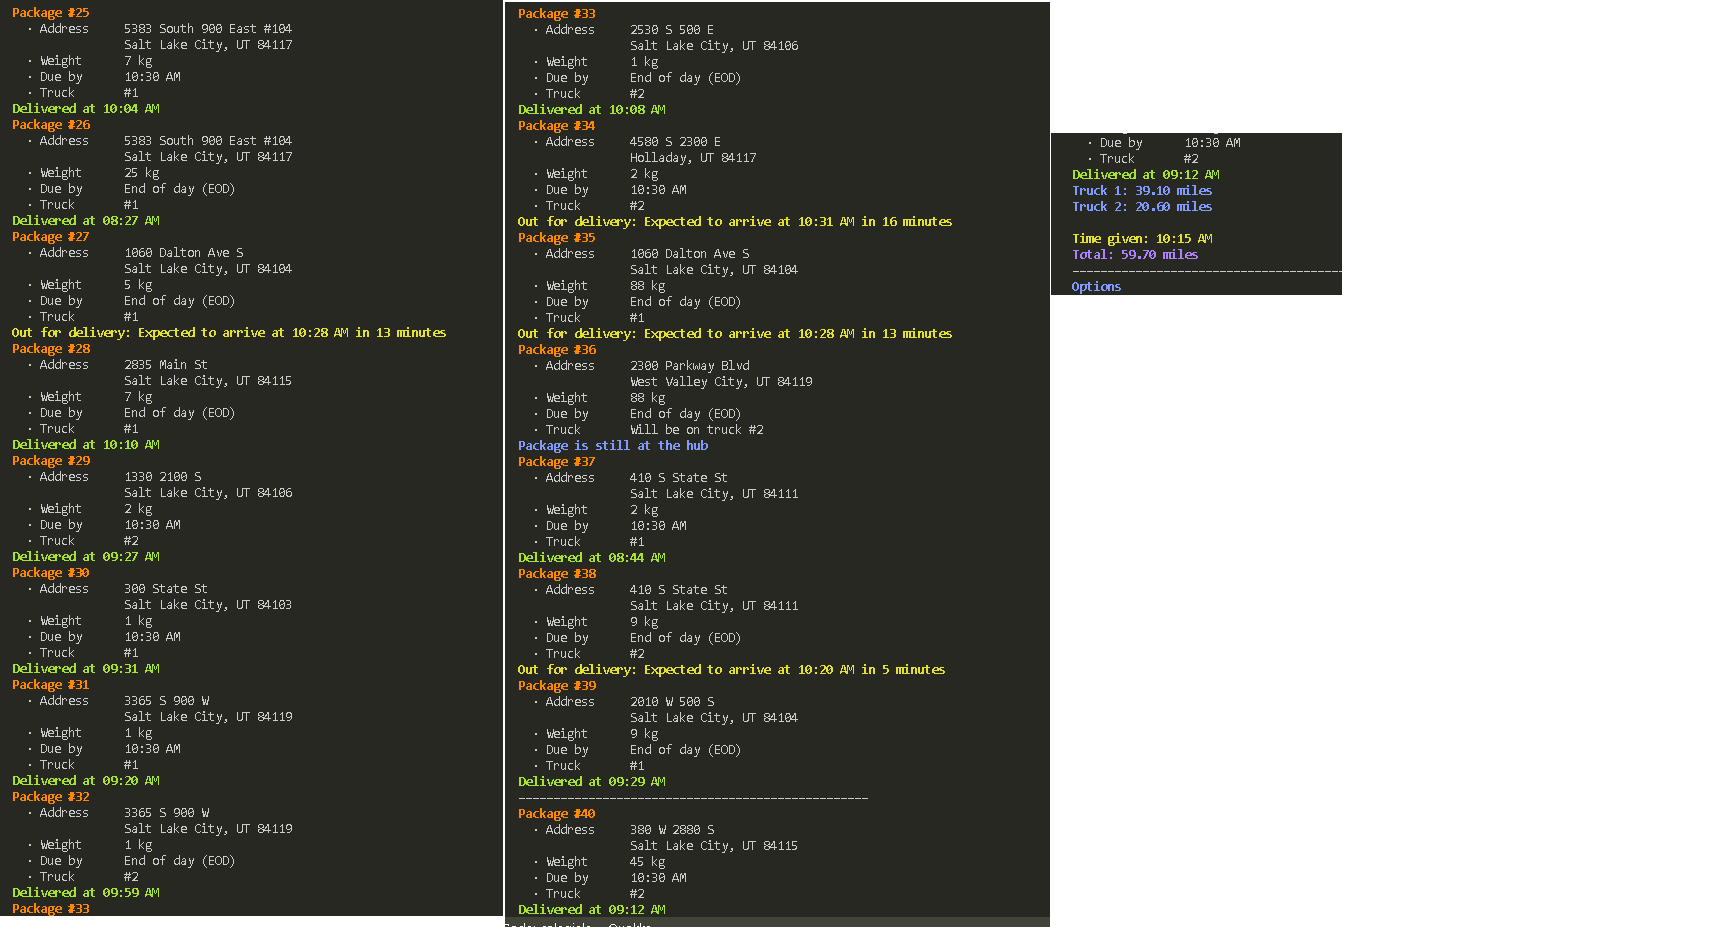 Package #25
· Address 5383 South 900 East #104
Salt Lake City, UT 84117
· Weight 7 kg
· Due by 10:30 AM
· Truck #1
Delivered at 10:04 AM
Package #26
· Address 5383 South 900 East #104
Salt Lake City, UT 84117
· Weight 25 kg
· Due by End of day (EOD)
· Truck #1
Delivered at 08:27 AM
Package #27
· Address 1060 Dalton Ave S
Salt Lake City, UT 84104
· Weight 5 kg
· Due by End of day (EOD)
· Truck #1
Out for delivery: Expected to arrive at 10:28 AM in 13 minutes
Package #28
· Address 2835 Main St
Salt Lake City, UT 84115
· Weight 7 kg
· Due by End of day (EOD)
· Truck #1
Delivered at 10:10 AM
Package #29
· Address 1330 2100 S
Salt Lake City, UT 84106
· Weight 2 kg
· Due by 10:30 AM
· Truck #2
Delivered at 09:27 AM
Package #30
· Address 300 State St
Salt Lake City, UT 84103
· Weight 1 kg
· Due by 10:30 AM
· Truck #1
Delivered at 09:31 AM
Package #31
· Address 3365 S 900 W
Salt Lake City, UT 84119
· Weight 1 kg
· Due by 10:30 AM
· Truck #1
Delivered at 09:20 AM
Package #32
· Address 3365 S 900 W
Salt Lake City, UT 84119
· Weight 1 kg
· Due by End of day (EOD)
· Truck #2
Delivered at 09:59 AM
Package #33
Package #33
· Address 2530 S 500 E
Salt Lake City, UT 84106
· Weight 1 kg
· Due by End of day (EOD)
· Truck #2
Delivered at 10:08 AM
Package #34
· Address 4580 S 2300 E
Holladay, UT 84117
· Weight 2 kg
· Due by 10:30 AM
· Truck #2
Out for delivery: Expected to arrive at 10:31 AM in 16 minutes
Package #35
· Address 1060 Dalton Ave S
Salt Lake City, UT 84104
· Weight 88 kg
· Due by End of day (EOD)
· Truck #1
Out for delivery: Expected to arrive at 10:28 AM in 13 minutes
Package #36
· Address 2300 Parkway Blvd
West Valley City, UT 84119
· Weight 88 kg
· Due by End of day (EOD)
· Truck Will be on truck #2
Package is still at the hub
Package #37
· Address 410 S State St
Salt Lake City, UT 84111
· Weight 2 kg
· Due by 10:30 AM
· Truck #1
Delivered at 08:44 AM
Package #38
· Address 410 S State St
Salt Lake City, UT 84111
· Weight 9 kg
· Due by End of day (EOD)
· Truck #2
Out for delivery: Expected to arrive at 10:20 AM in 5 minutes
Package #39
· Address 2010 W 500 S
Salt Lake City, UT 84104
· Weight 9 kg
· Due by End of day (EOD)
· Truck #1
Delivered at 09:29 AM
--------------------------------------------------
Package #40
· Address 380 W 2880 S
Salt Lake City, UT 84115
· Weight 45 kg
· Due by 10:30 AM
· Truck #2
Delivered at 09:12 AM
· Due by 10:30 AM
· Truck #2
Delivered at 09:12 AM
Truck 1: 39.10 miles
Truck 2: 20.60 miles
Time given: 10:15 AM
Total: 59.70 miles
---------------------------------------
Options